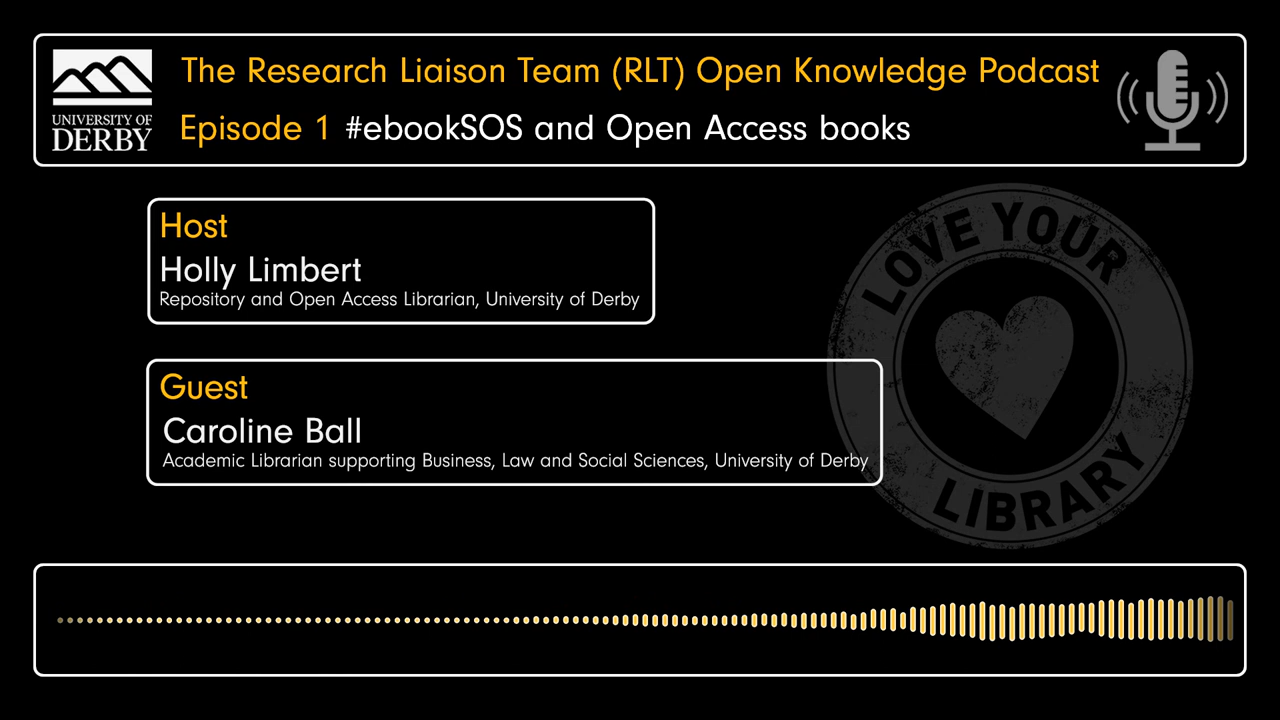 The Research Liaison Team (RLT) Open Knowledge Podcast
UNIVERSITY OF
DERBY
Episode 1 #ebookSOS and Open Access books
Host
Holly Limbert
Repository and Open Access Librarian, University of Derby
LOVE YOUR
LIBRARY
Guest
Caroline Ball
Academic Librarian supporting Business, Law and Social Sciences, University of Derby